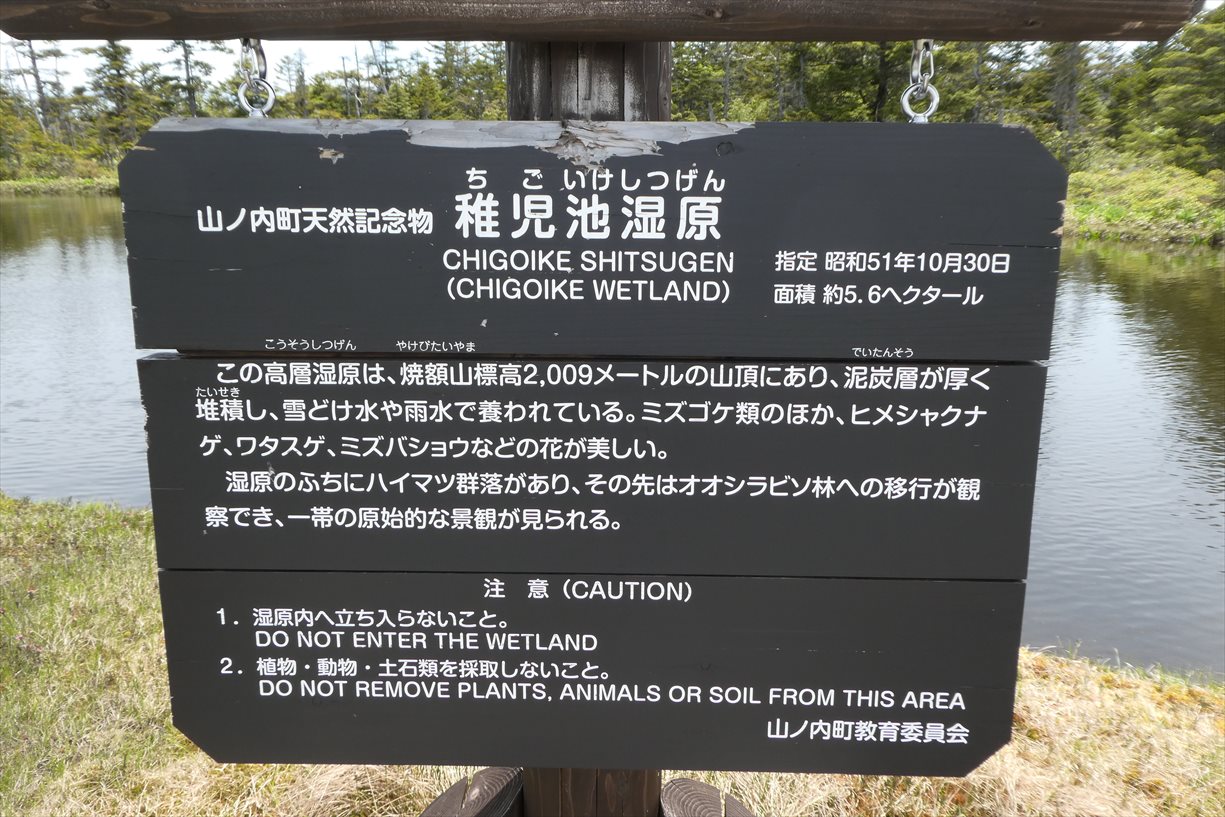 ちごいけしつげん
山ノ内町天然記念物 稚児池湿原
CHIGOIKE SHITSUGEN
(CHIGOIKE WETLAND)
指定 昭和51年10月30日
面積 約5.6ヘクタール
こうそうしつげん やけびたいやま でいたんそう
この高層湿原は、焼額山標高2,009メートルの山頂にあり、泥炭層が厚く
たいせき
堆積し、雪どけ水や雨水で養われている。ミズゴケ類のほか、ヒメシャクナ
ゲ、ワタスゲ、ミズバショウなどの花が美しい。
湿原のふちにハイマツ群落があり、その先はオオシラビソ林への移行が観
察でき、一帯の原始的な景観が見られる。
注 意 (CAUTION)
1. 湿原内へ立ち入らないこと。
DO NOT ENTER THE WETLAND
2. 植物・動物・土石類を採取しないこと。
DO NOT REMOVE PLANTS, ANIMALS OR SOIL FROM THIS AREA
山ノ内町教育委員会